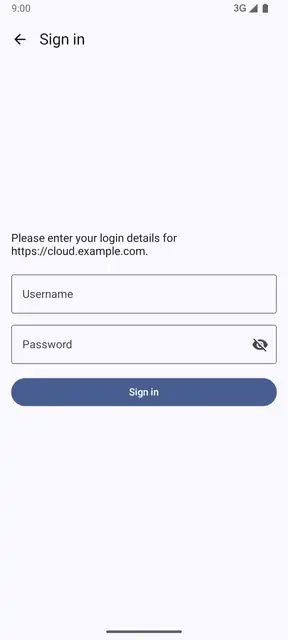 9:00
3G
Sign in
Please enter your login details for
https://cloud.example.com.
Username
Password
Sign in